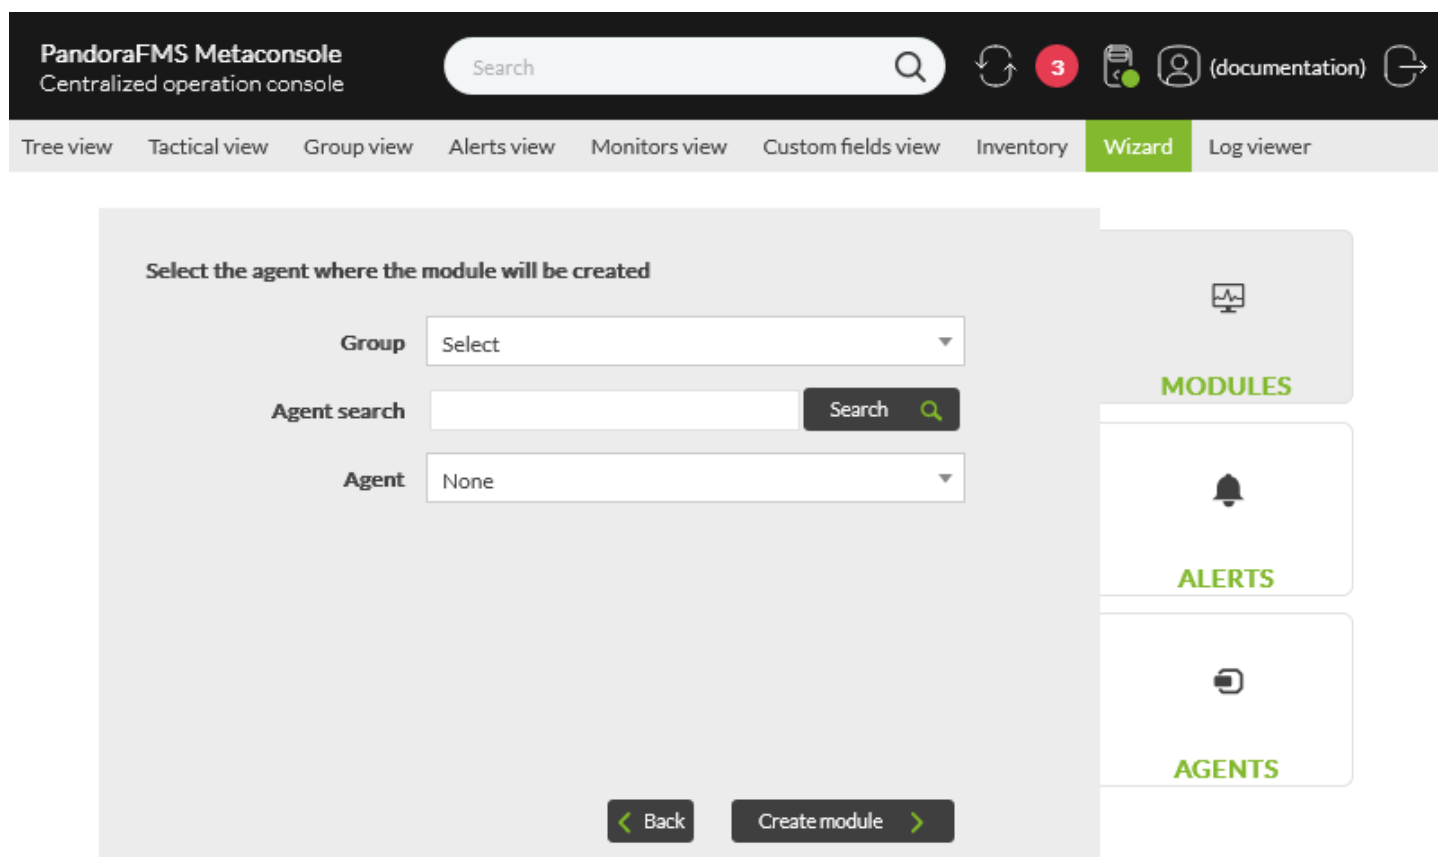 PandoraFMS Metaconsole
Centralized operation console
Search
3
(documentation)
Tree view Tactical view Group view Alerts view Monitors view Custom fields view Inventory Wizard Log viewer
Select the agent where the module will be created
Group Select
Agent search Search
Agent None
Back Create module
MODULES
ALERTS
AGENTS